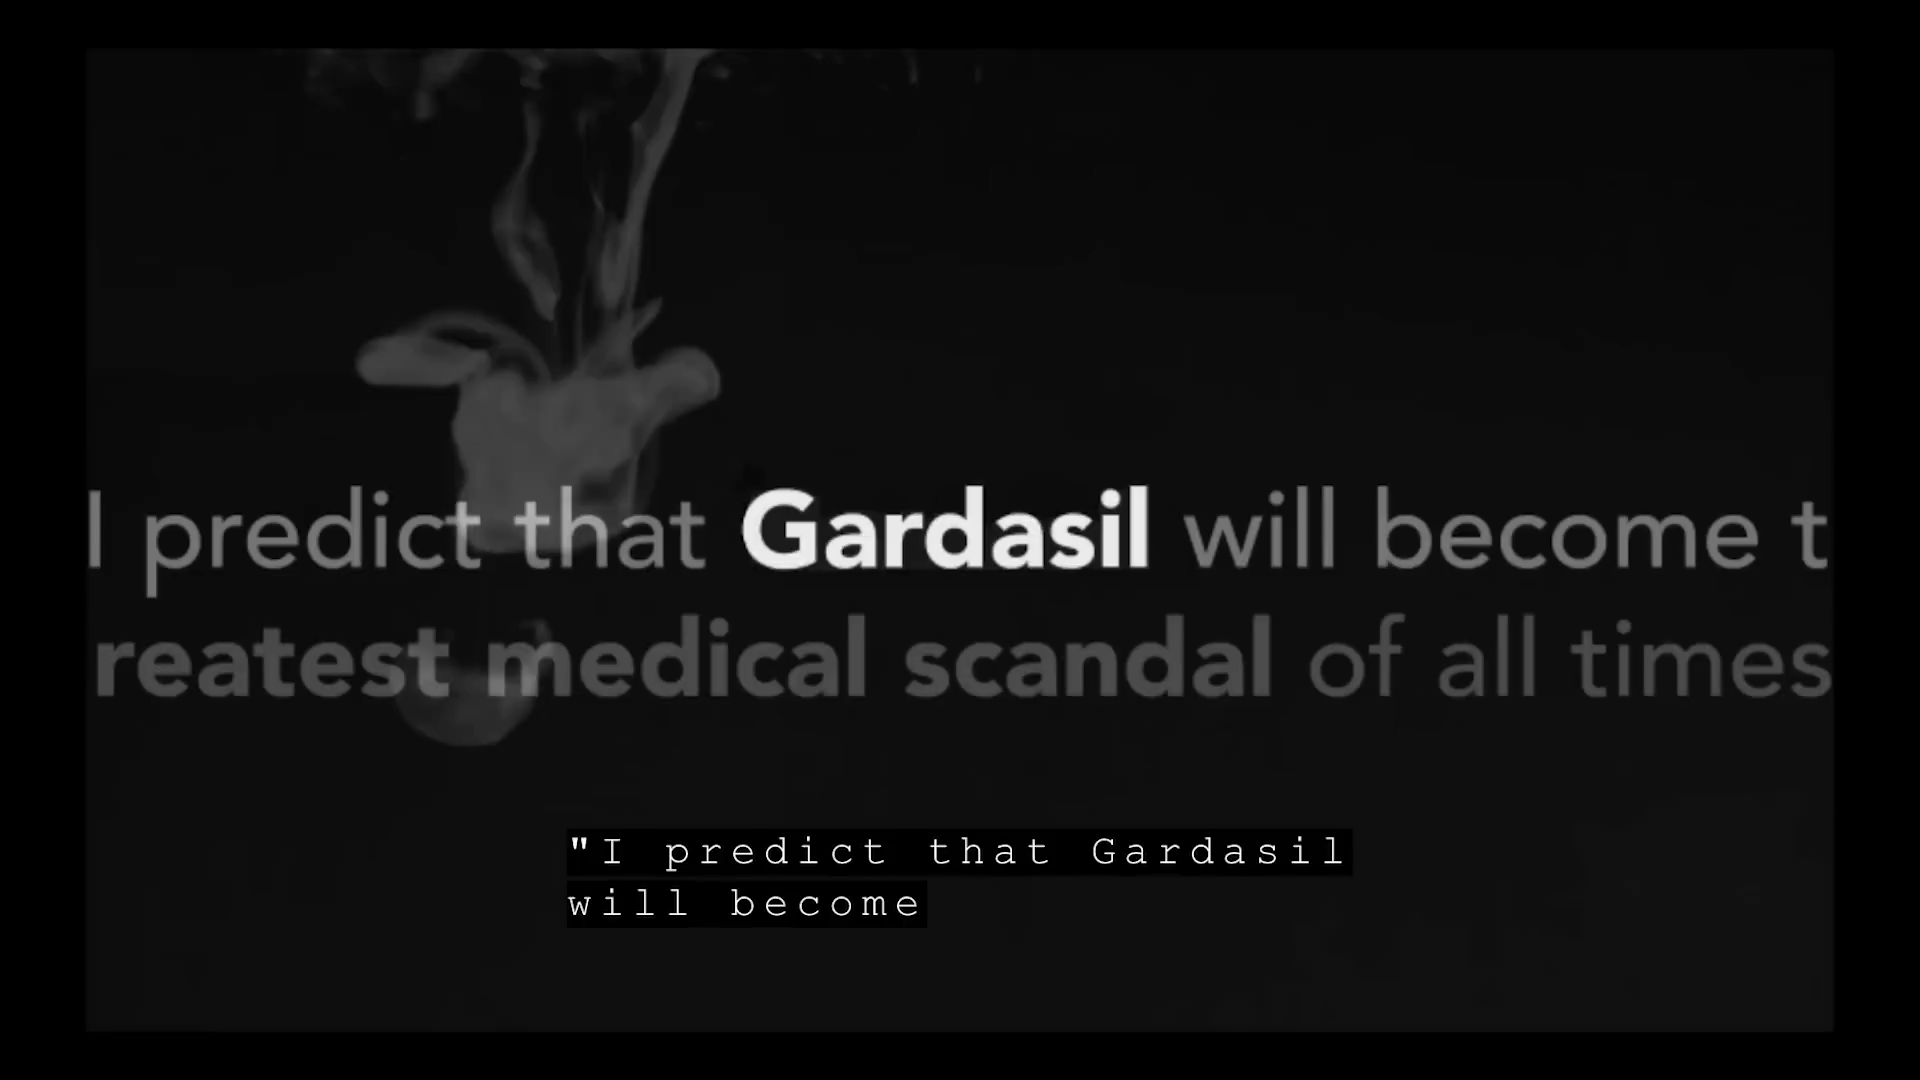 I predict that Gardasil will become t
reatest medical scandal of all times
"I predict that Gardasil
will become